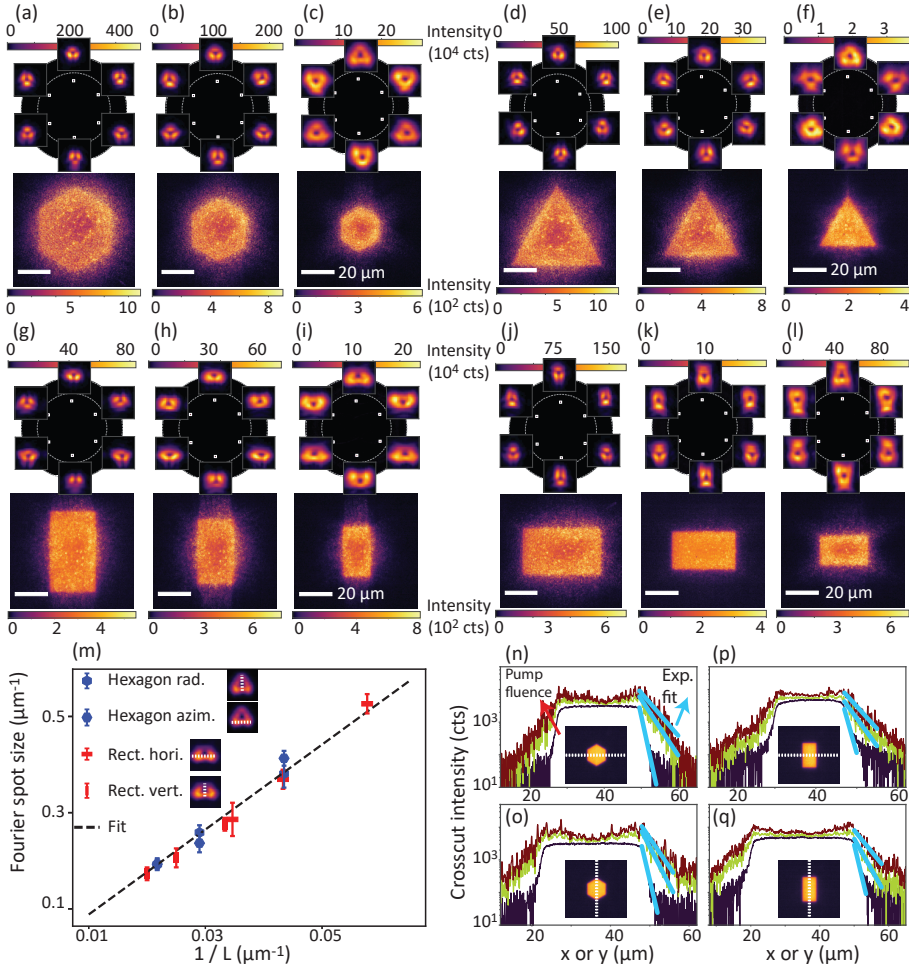 (a) (b) (c) (d) (e) (f)
0 200 400 0 100 200 0 10 20 Intensity (10⁴ cts) 0 50 100 0 10 20 30 0 1 2 3
20 µm 20 µm
0 5 10 0 4 8 0 3 6 Intensity (10² cts) 0 5 10 0 4 8 0 2 4
(g) (h) (i) (j) (k) (l)
0 40 80 0 30 60 0 10 20 Intensity (10⁴ cts) 0 75 150 0 10 0 40 80
20 µm 20 µm
0 2 4 0 3 6 0 4 8 Intensity (10² cts) 0 3 6 0 2 4 0 3 6
(m)
Fourier spot size (µm⁻¹)
0.5
0.3
0.1
Hexagon rad.
Hexagon azim.
Rect. hori.
Rect. vert.
Fit
0.01 0.03 0.05
1 / L (µm⁻¹)
(n) (p)
Pump fluence
Exp. fit
10³
10¹
(o) (q)
10³
10¹
Crosscut intensity (cts)
20 40 60 20 40 60
x or y (µm) x or y (µm)